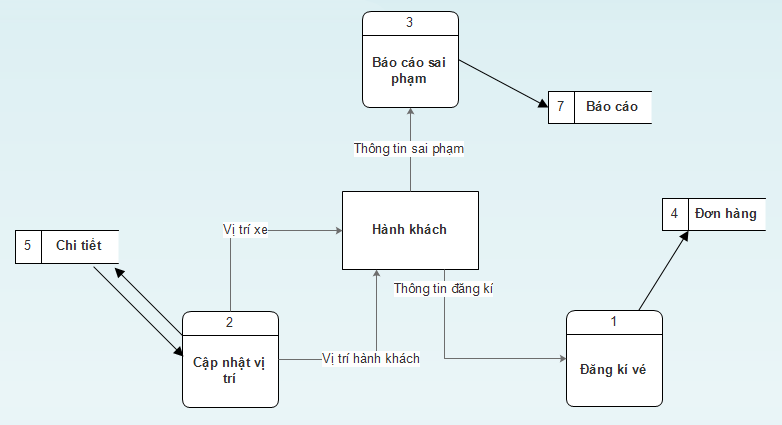 3
Báo cáo sai
phạm
7 Báo cáo
Thông tin sai phạm
Hành khách
4 Đơn hàng
Vị trí xe
5 Chi tiết
Thông tin đăng kí
2
Cập nhật vị
trí
Vị trí hành khách
1
Đăng kí vé